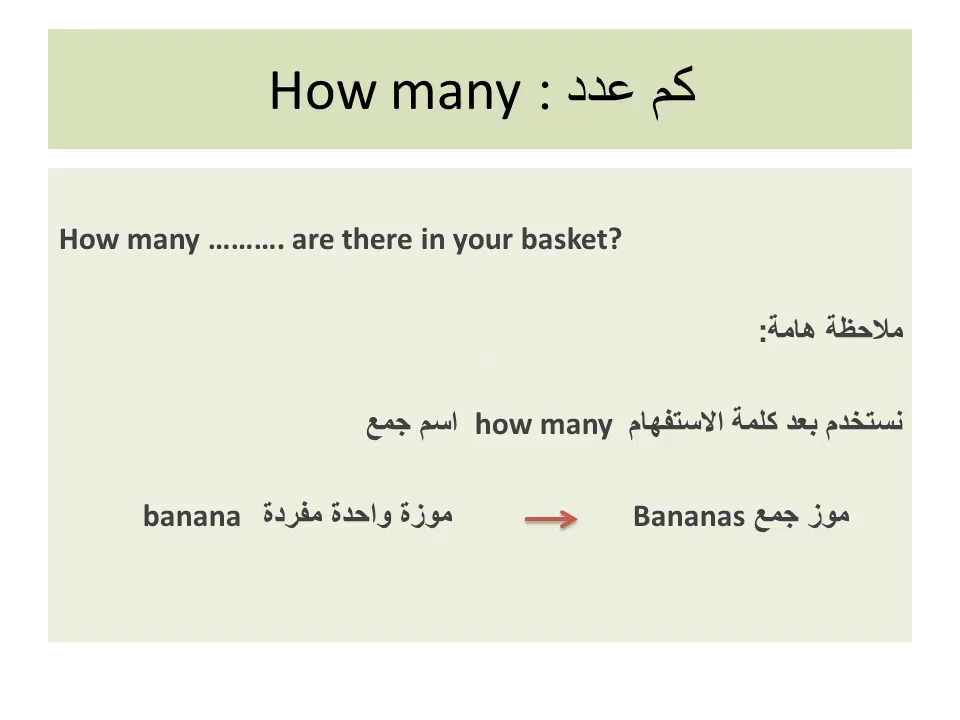 How many : كم عدد
How many ………. are there in your basket?
ملاحظة هامة:
نستخدم بعد كلمة الاستفهام how many اسم جمع
banana موزة واحدة مفردة Bananas موز جمع